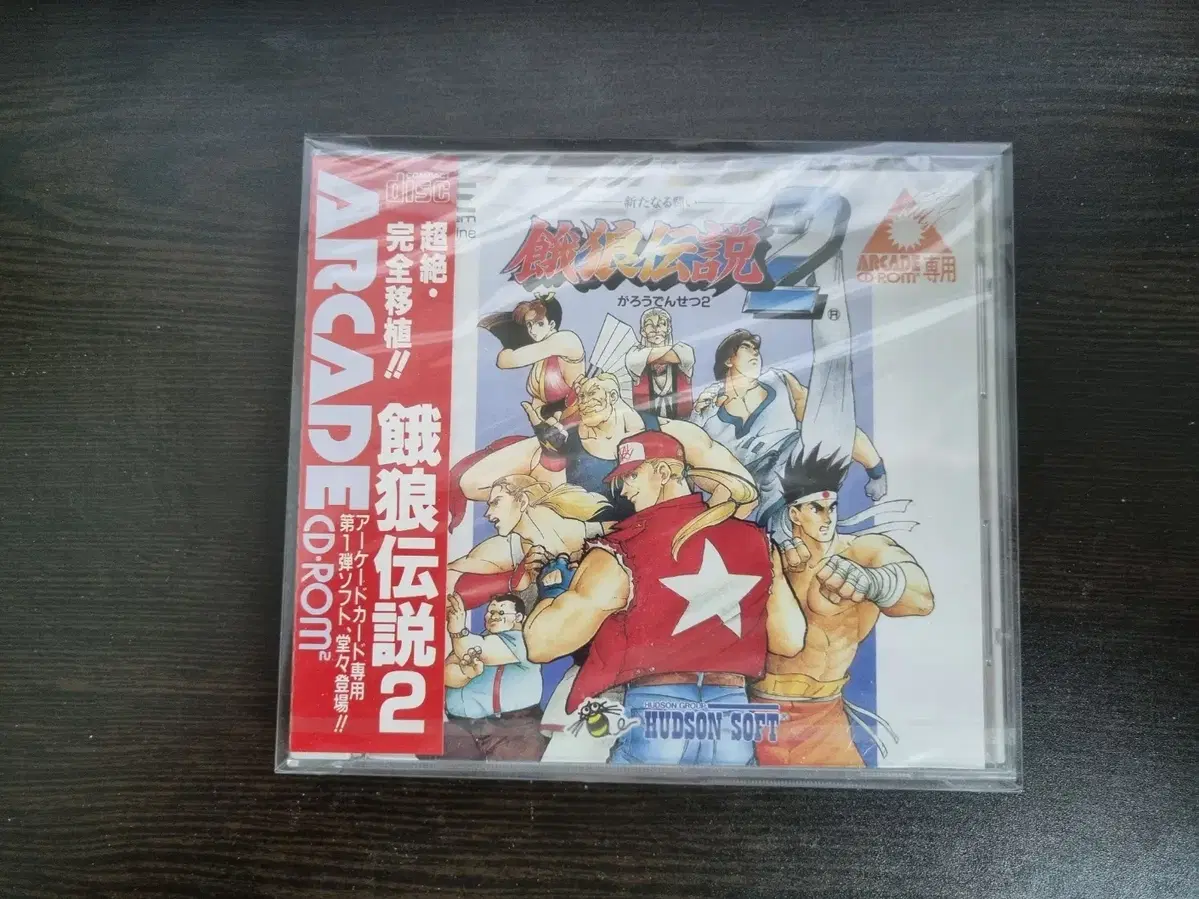 disc
ARCADE CD・ROM²
超絶・
完全移植!!
餓狼伝説2
アーケードカード専用
第1弾ソフト、堂々登場!!
新たなる闘い
餓狼伝説2
がろうでんせつ2
ARCADE
CD ROM² 専用
HUDSON GROUP
HUDSON SOFT